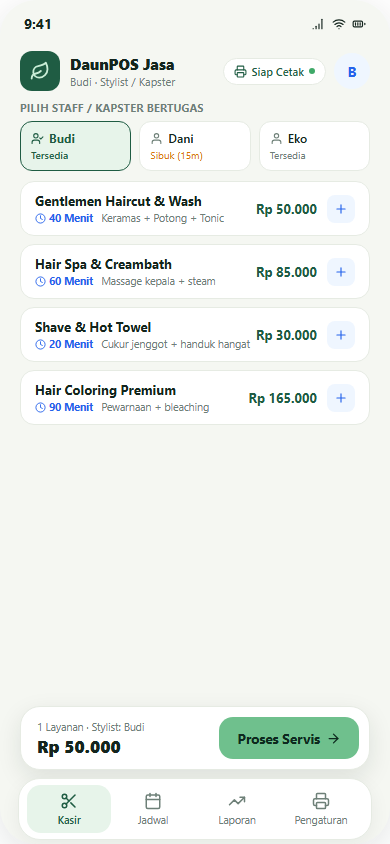 9:41
DaunPOS Jasa
Budi · Stylist / Kapster
Siap Cetak
B
PILIH STAFF / KAPSTER BERTUGAS
Budi
Tersedia
Dani
Sibuk (15m)
Eko
Tersedia
Gentlemen Haircut & Wash
40 Menit Keramas + Potong + Tonic
Rp 50.000
+
Hair Spa & Creambath
60 Menit Massage kepala + steam
Rp 85.000
+
Shave & Hot Towel
20 Menit Cukur jenggot + handuk hangat
Rp 30.000
+
Hair Coloring Premium
90 Menit Pewarnaan + bleaching
Rp 165.000
+
1 Layanan · Stylist: Budi
Rp 50.000
Proses Servis →
Kasir
Jadwal
Laporan
Pengaturan